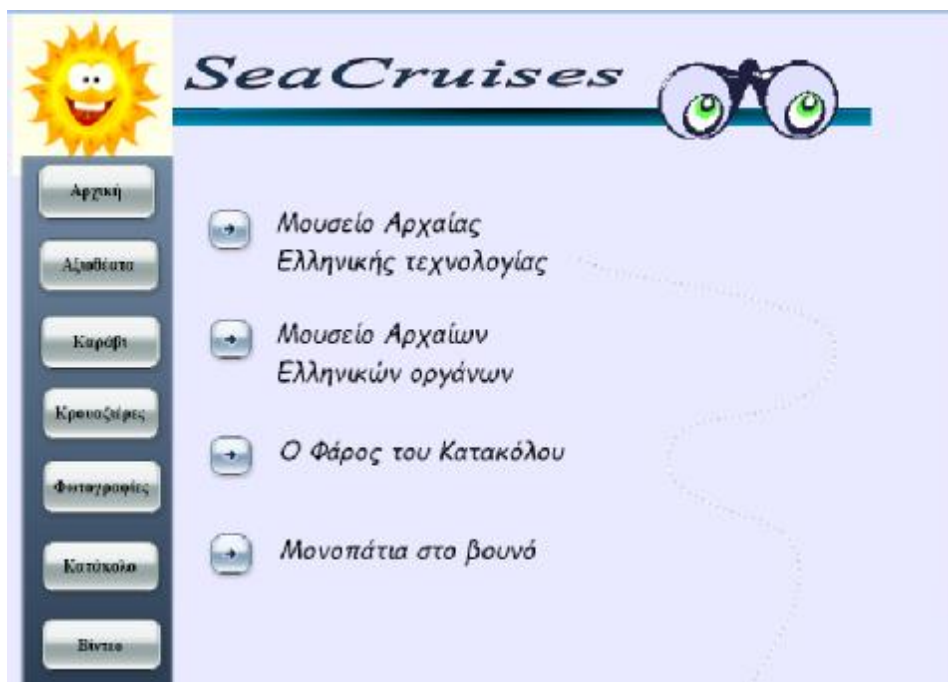 SeaCruises
Αρχική
Αξιοθέατα
Καράβι
Κρουαζιέρες
Φωτογραφίες
Κατάκολο
Βίντεο
Μουσείο Αρχαίας
Ελληνικής τεχνολογίας
Μουσείο Αρχαίων
Ελληνικών οργάνων
Ο Φάρος του Κατακόλου
Μονοπάτια στο βουνό